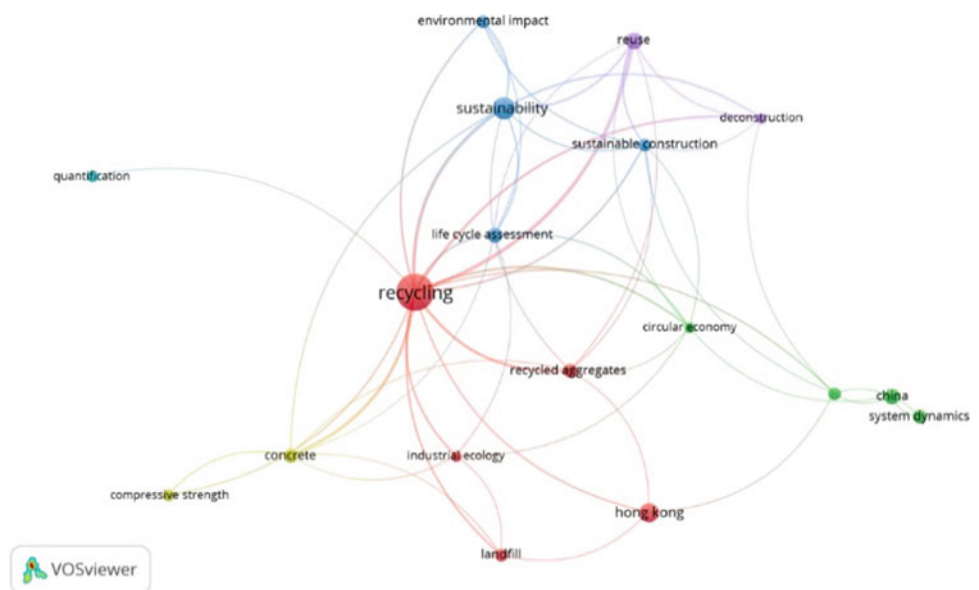 environmental impact
reuse
sustainability
deconstruction
sustainable construction
quantification
life cycle assessment
recycling
circular economy
recycled aggregates
china
system dynamics
concrete
industrial ecology
compressive strength
hong kong
landfill
VOSviewer